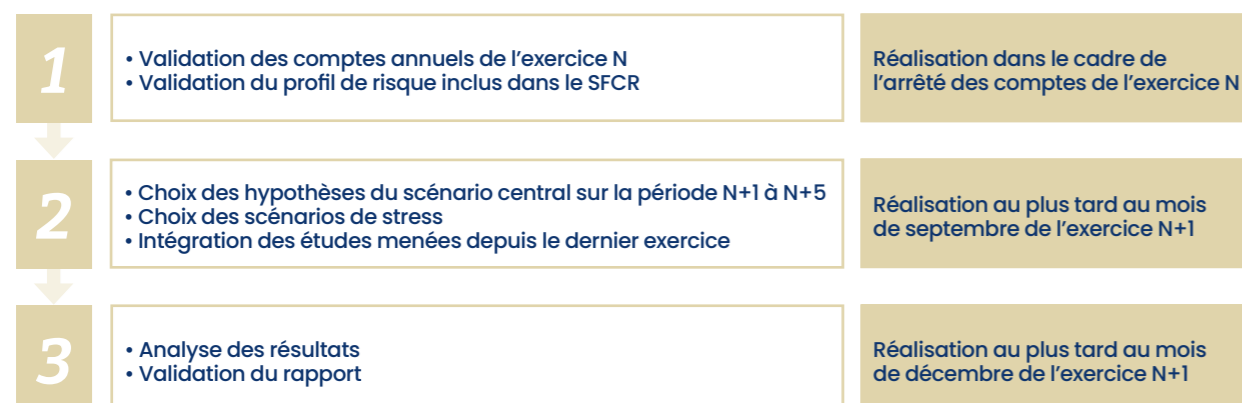 1
• Validation des comptes annuels de l’exercice N
• Validation du profil de risque inclus dans le SFCR
Réalisation dans le cadre de
l’arrêté des comptes de l’exercice N
2
• Choix des hypothèses du scénario central sur la période N+1 à N+5
• Choix des scénarios de stress
• Intégration des études menées depuis le dernier exercice
Réalisation au plus tard au mois
de septembre de l’exercice N+1
3
• Analyse des résultats
• Validation du rapport
Réalisation au plus tard au mois
de décembre de l’exercice N+1